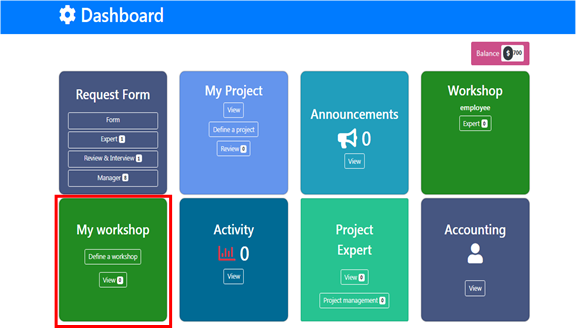 Dashboard
Balance $ 700
Request Form
Form
Expert 1
Review & Interview 1
Manager
My Project
View
Define a project
Review 0
Announcements
0
View
Workshop
employee
Expert 0
My workshop
Define a workshop
View
Activity
0
View
Project
Expert
View 0
Project management 0
Accounting
View